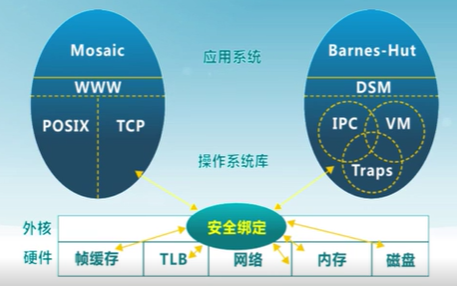 Mosaic
应用系统
Barnes-Hut
WWW
DSM
POSIX
TCP
IPC
VM
操作系统库
Traps
外核
安全绑定
硬件
帧缓存
TLB
网络
内存
磁盘